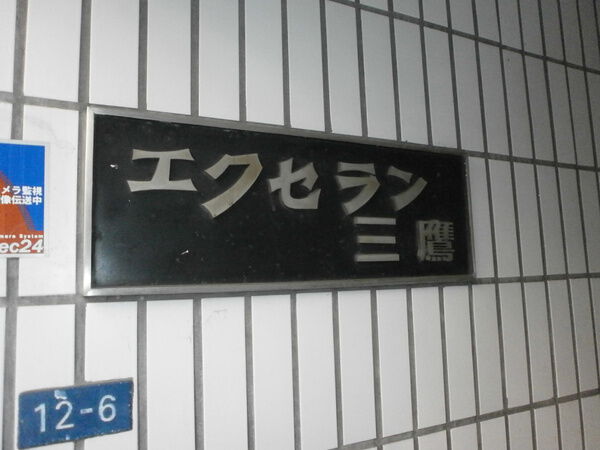 エクセラン
三鷹
メラ監視
像伝送中
ec24
12-6